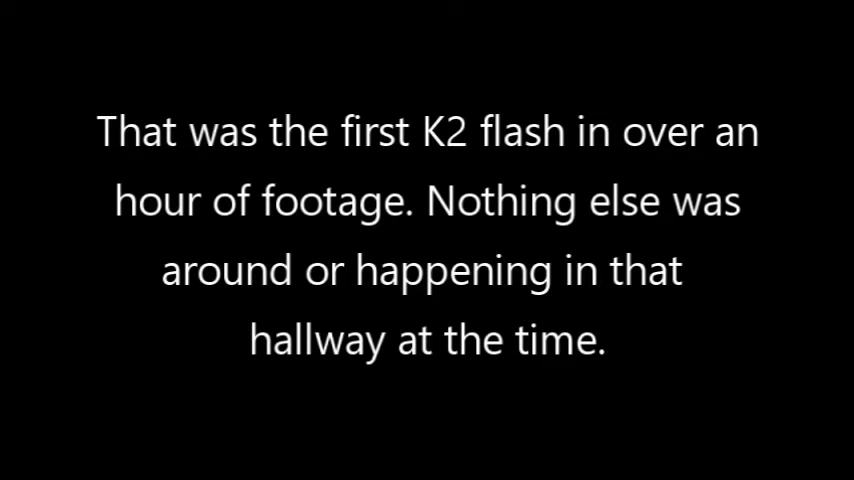 That was the first K2 flash in over an
hour of footage. Nothing else was
around or happening in that
hallway at the time.